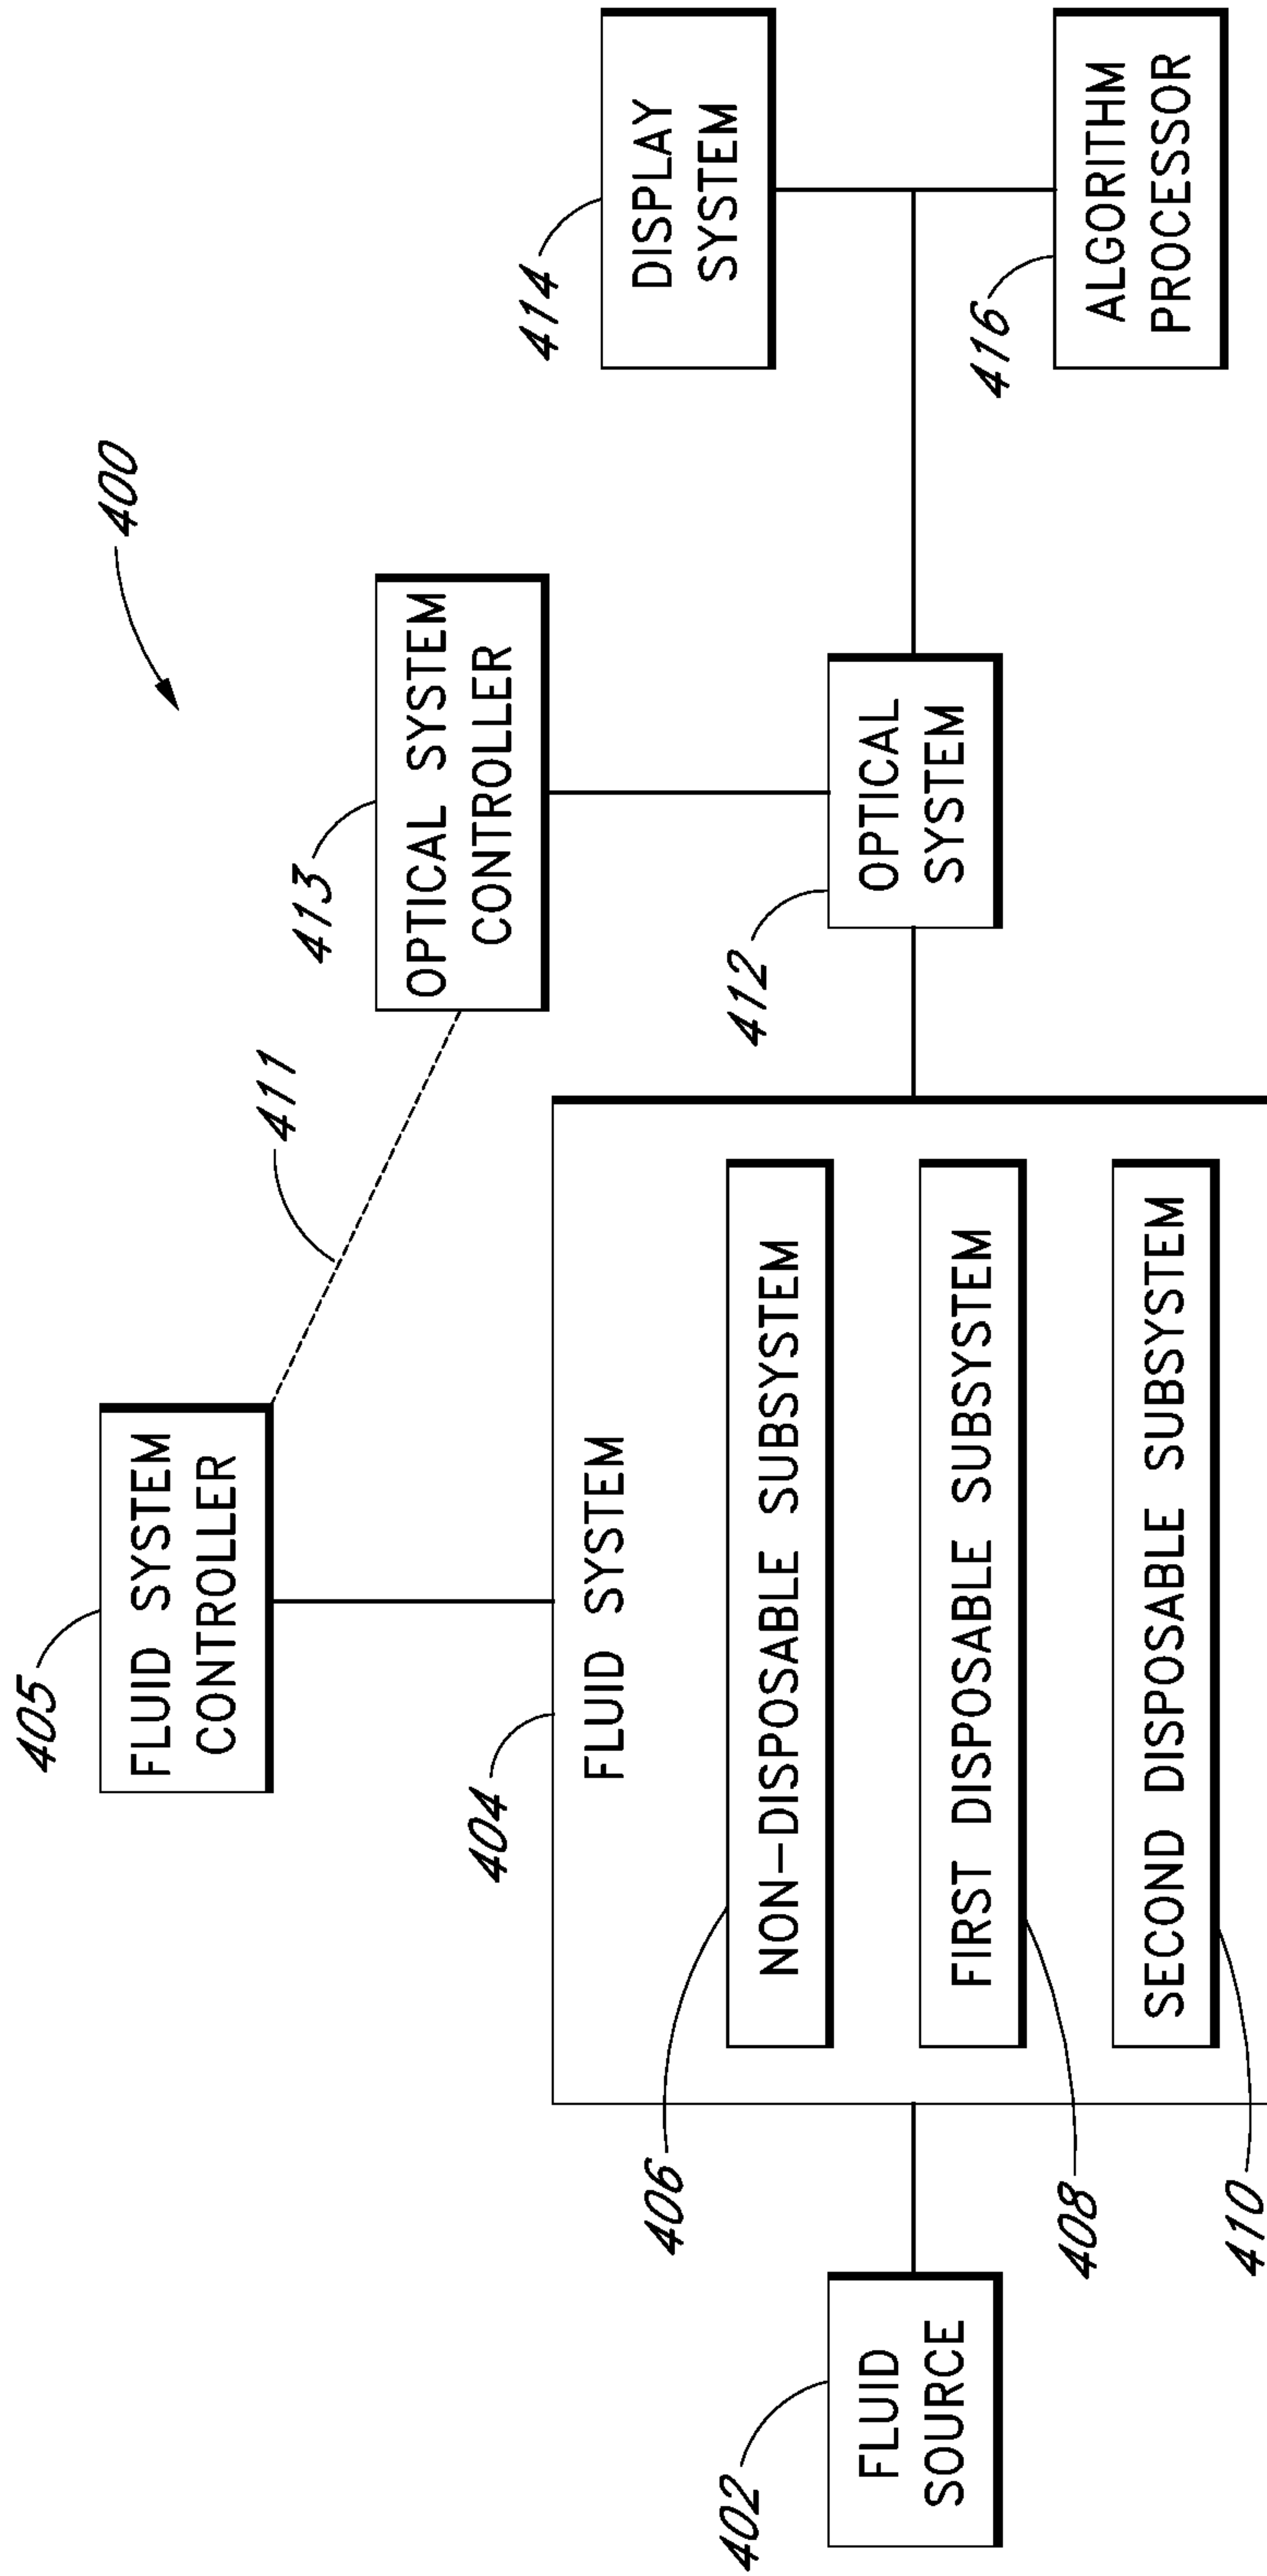 400
405
FLUID SYSTEM
CONTROLLER
411
413
OPTICAL SYSTEM
CONTROLLER
414
DISPLAY
SYSTEM
404
FLUID SYSTEM
402
FLUID
SOURCE
406
NON-DISPOSABLE SUBSYSTEM
408
FIRST DISPOSABLE SUBSYSTEM
410
SECOND DISPOSABLE SUBSYSTEM
412
OPTICAL
SYSTEM
416
ALGORITHM
PROCESSOR